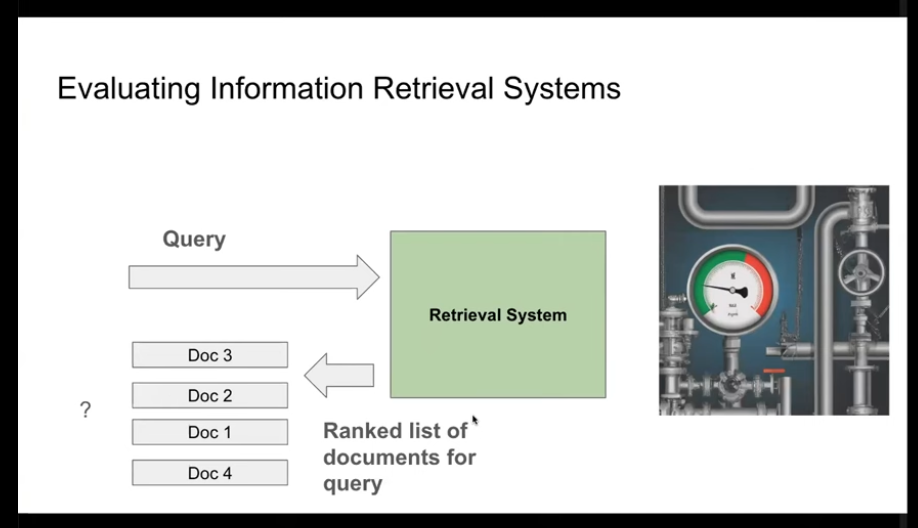 Evaluating Information Retrieval Systems
Query
Retrieval System
Doc 3
Doc 2
?
Doc 1
Doc 4
Ranked list of
documents for
query